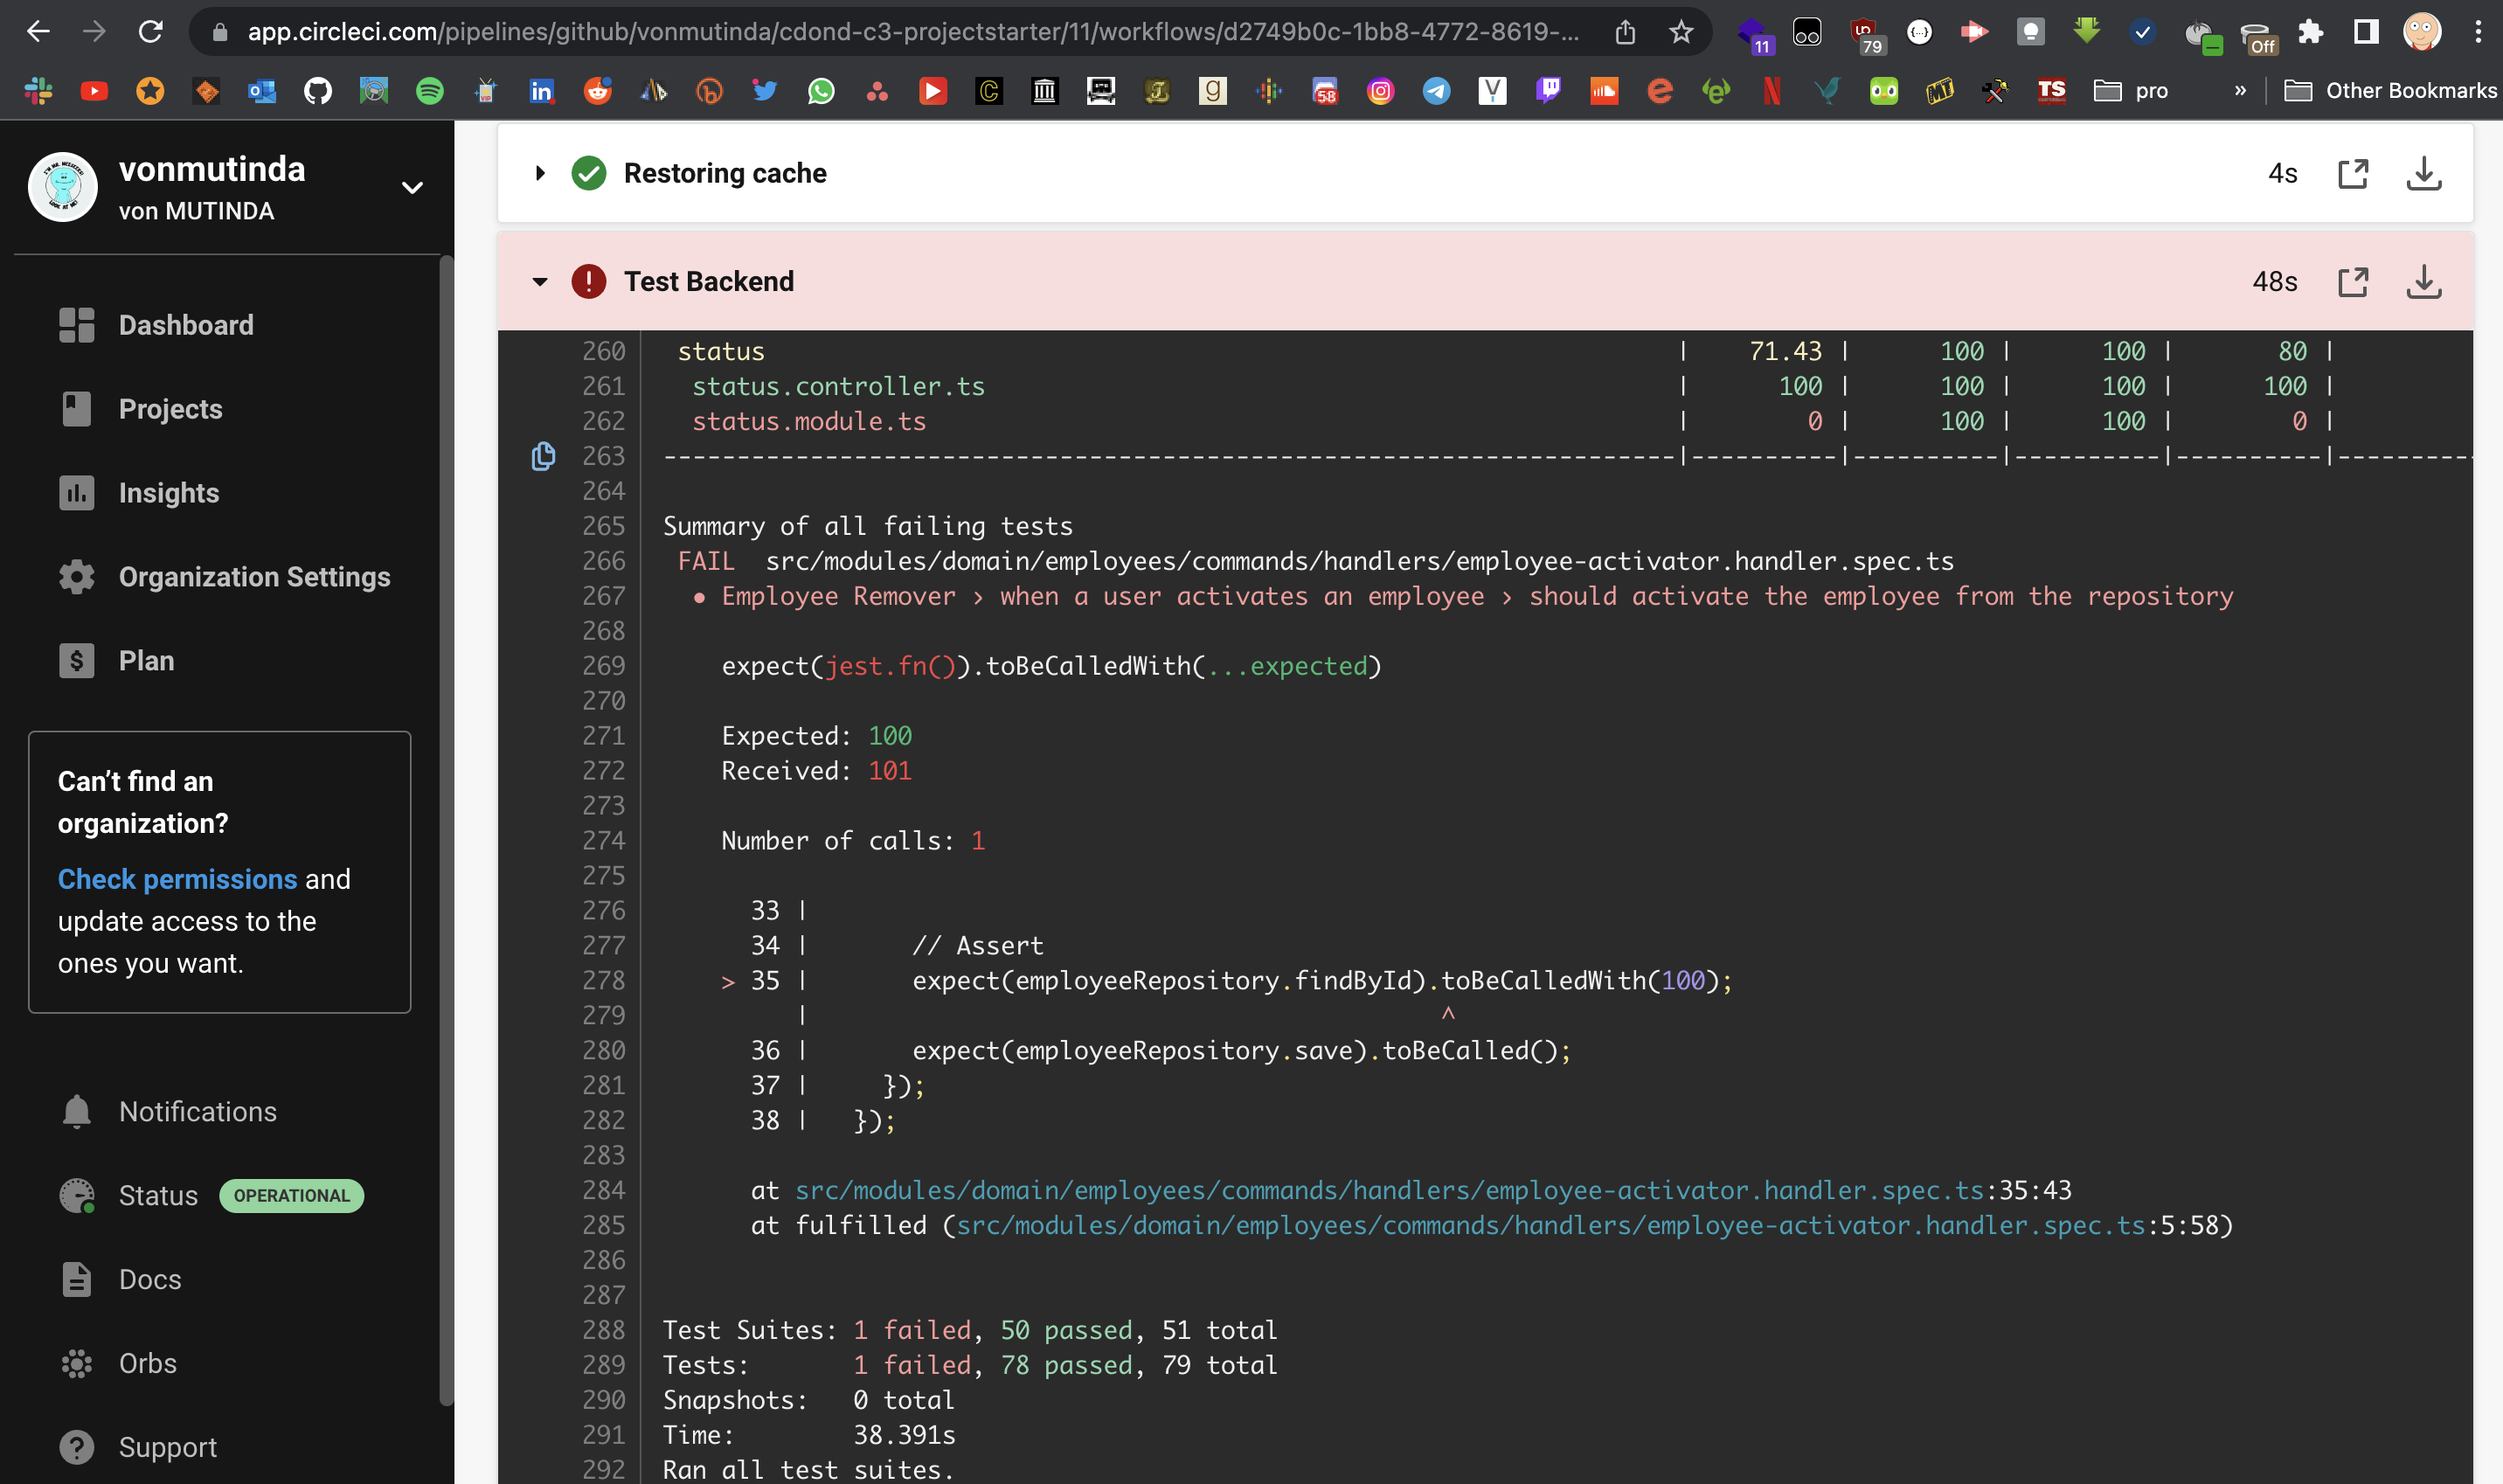 app.circleci.com/pipelines/github/vonmutinda/cdond-c3-projectstarter/11/workflows/d2749b0c-1bb8-4772-8619-...
11
79
Off
58
TS
pro
»
Other Bookmarks
vonmutinda
von MUTINDA
Dashboard
Projects
Insights
Organization Settings
Plan
Can’t find an
organization?
Check permissions and
update access to the
ones you want.
Notifications
Status OPERATIONAL
Docs
Orbs
Support
Restoring cache 4s
Test Backend 48s
260 status | 71.43 | 100 | 100 | 80 |
261 status.controller.ts | 100 | 100 | 100 | 100 |
262 status.module.ts | 0 | 100 | 100 | 0 |
263 ---------------------------------------------------------------------|----------|----------|----------|----------|----------
264
265 Summary of all failing tests
266 FAIL src/modules/domain/employees/commands/handlers/employee-activator.handler.spec.ts
267 ● Employee Remover › when a user activates an employee › should activate the employee from the repository
268
269 expect(jest.fn()).toBeCalledWith(...expected)
270
271 Expected: 100
272 Received: 101
273
274 Number of calls: 1
275
276 33 |
277 34 | // Assert
278 > 35 | expect(employeeRepository.findById).toBeCalledWith(100);
279 | ^
280 36 | expect(employeeRepository.save).toBeCalled();
281 37 | });
282 38 | });
283
284 at src/modules/domain/employees/commands/handlers/employee-activator.handler.spec.ts:35:43
285 at fulfilled (src/modules/domain/employees/commands/handlers/employee-activator.handler.spec.ts:5:58)
286
287
288 Test Suites: 1 failed, 50 passed, 51 total
289 Tests: 1 failed, 78 passed, 79 total
290 Snapshots: 0 total
291 Time: 38.391s
292 Ran all test suites.